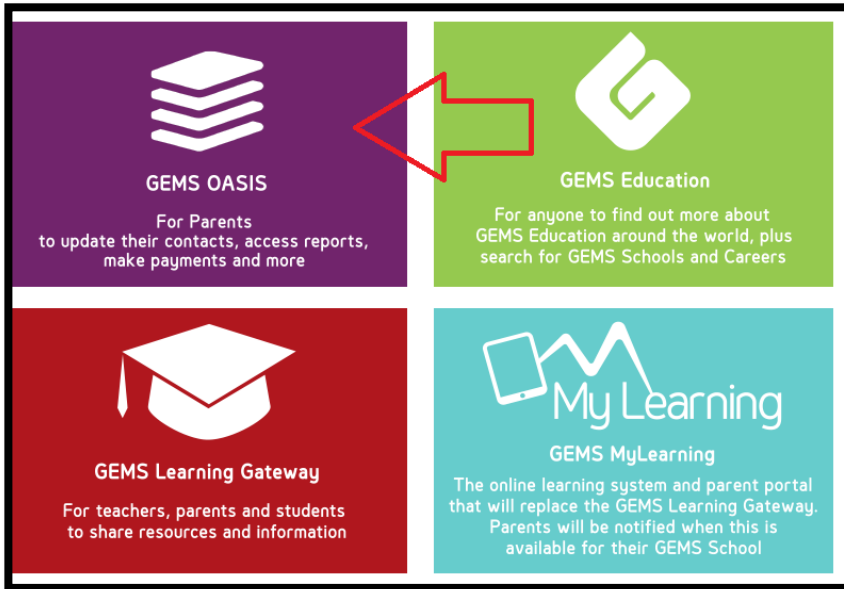 GEMS OASIS
For Parents
to update their contacts, access reports,
make payments and more
GEMS Education
For anyone to find out more about
GEMS Education around the world, plus
search for GEMS Schools and Careers
GEMS Learning Gateway
For teachers, parents and students
to share resources and information
My Learning
GEMS MyLearning
The online learning system and parent portal
that will replace the GEMS Learning Gateway.
Parents will be notified when this is
available for their GEMS School